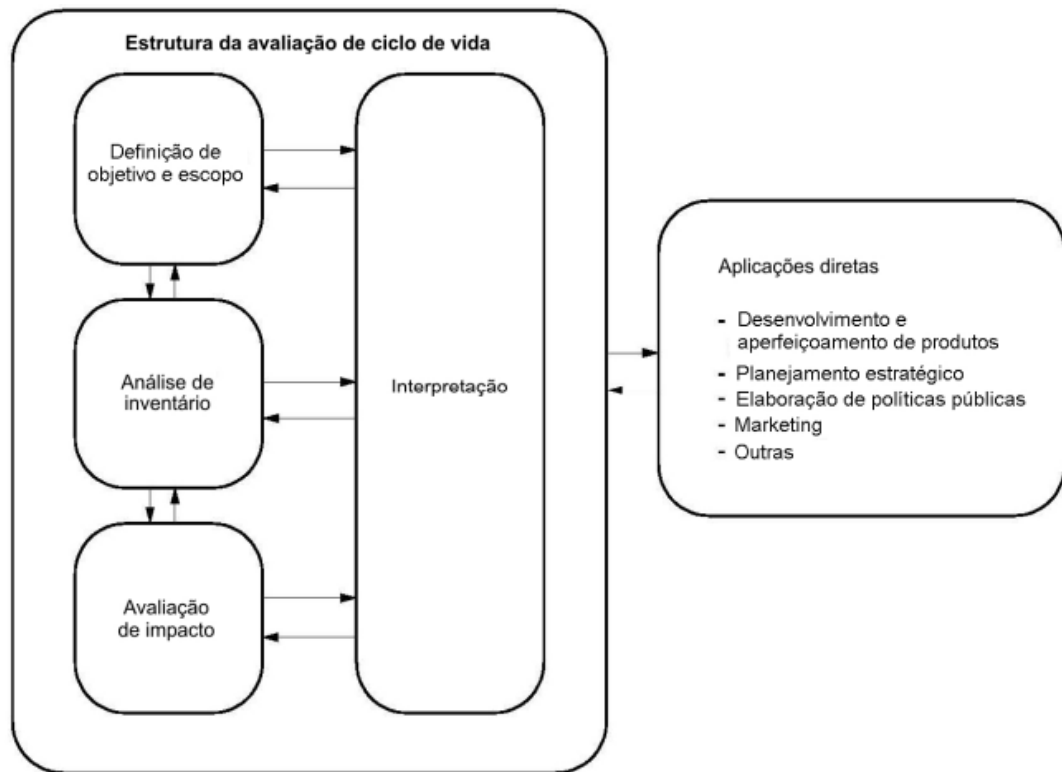 Estrutura da avaliação de ciclo de vida
Definição de
objetivo e escopo
Análise de
inventário
Avaliação
de impacto
Interpretação
Aplicações diretas
- Desenvolvimento e
aperfeiçoamento de produtos
- Planejamento estratégico
- Elaboração de políticas públicas
- Marketing
- Outras